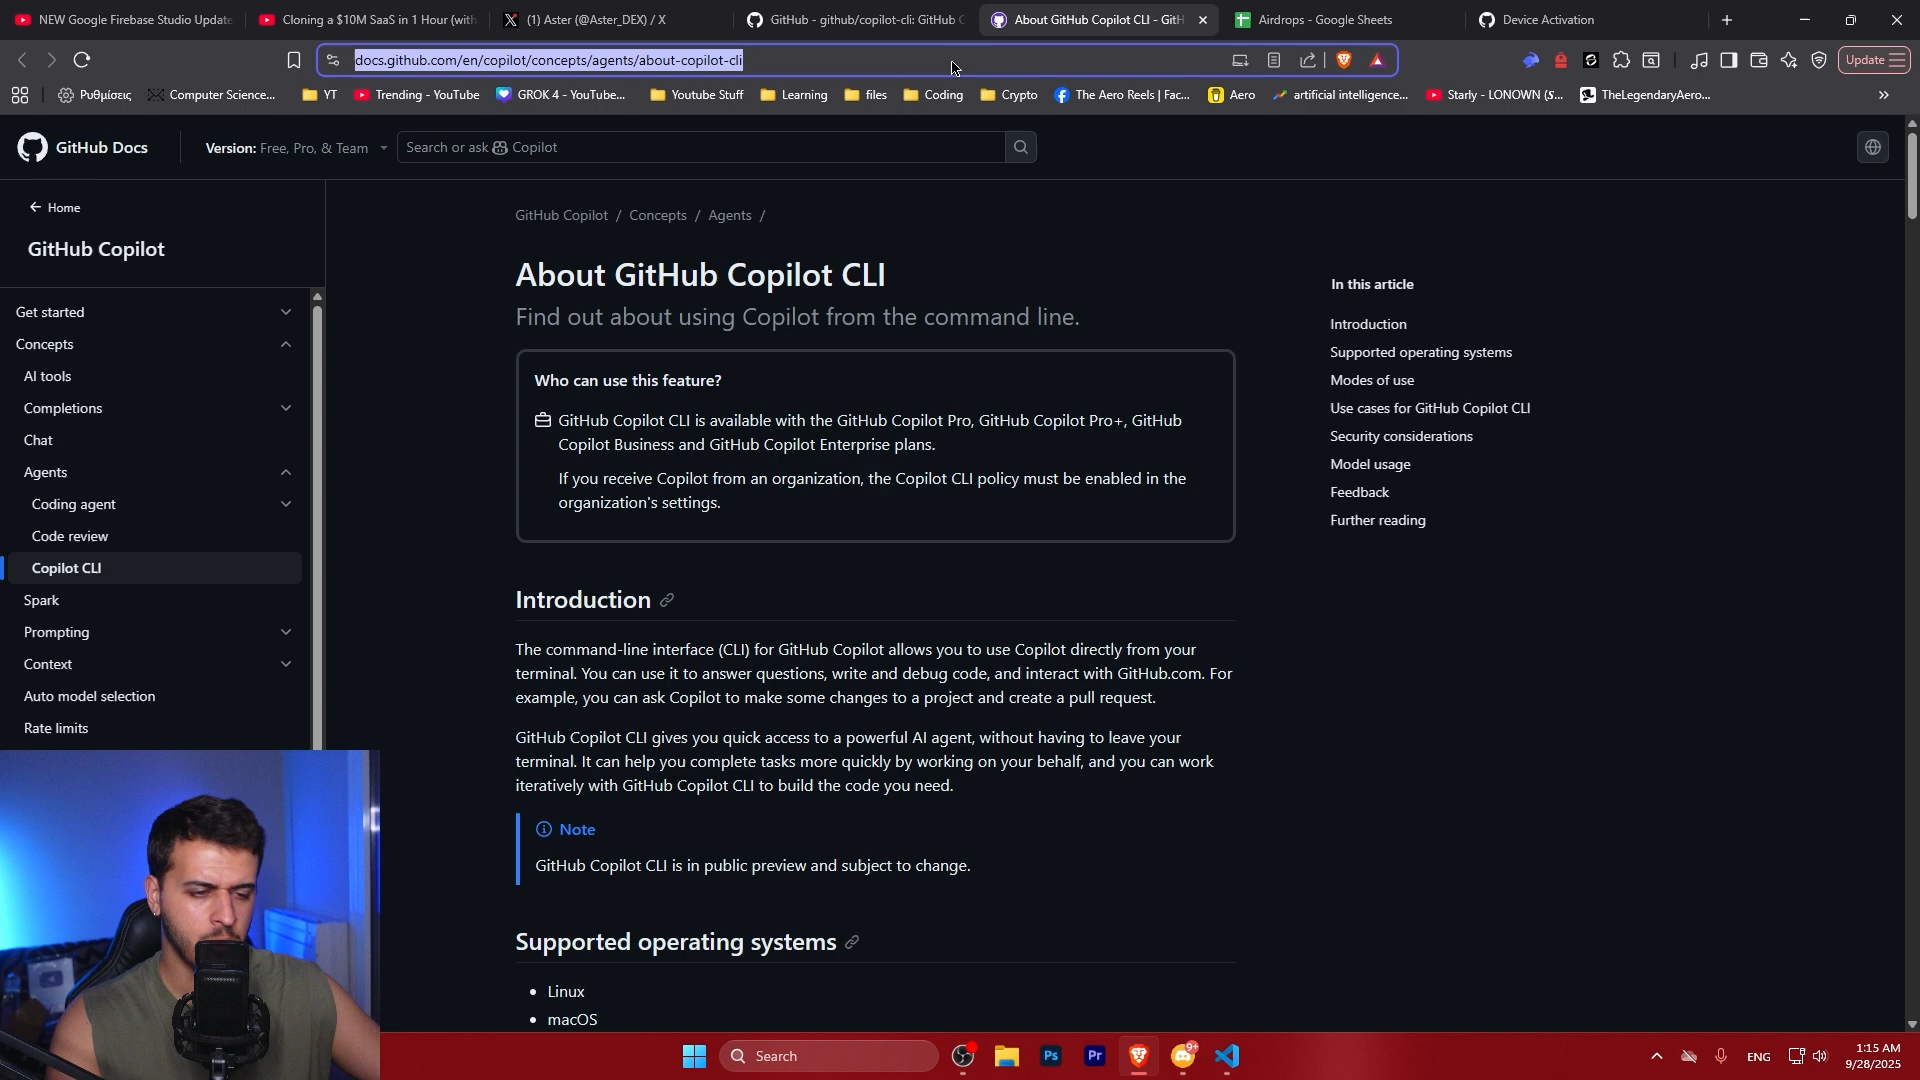 NEW Google Firebase Studio Update
Cloning a $10M SaaS in 1 Hour (with
(1) Aster (@Aster_DEX) / X
GitHub - github/copilot-cli: GitHub C
About GitHub Copilot CLI - GitH
Airdrops - Google Sheets
Device Activation
docs.github.com/en/copilot/concepts/agents/about-copilot-cli
Update
Ρυθμίσεις
Computer Science...
YT
Trending - YouTube
GROK 4 - YouTube...
Youtube Stuff
Learning
files
Coding
Crypto
The Aero Reels | Fac...
Aero
artificial intelligence...
Starly - LONOWN (S...
TheLegendaryAero...
GitHub Docs
Version: Free, Pro, & Team
Search or ask Copilot
Home
GitHub Copilot
Get started
Concepts
AI tools
Completions
Chat
Agents
Coding agent
Code review
Copilot CLI
Spark
Prompting
Context
Auto model selection
Rate limits
GitHub Copilot / Concepts / Agents /
About GitHub Copilot CLI
Find out about using Copilot from the command line.
Who can use this feature?
GitHub Copilot CLI is available with the GitHub Copilot Pro, GitHub Copilot Pro+, GitHub
Copilot Business and GitHub Copilot Enterprise plans.
If you receive Copilot from an organization, the Copilot CLI policy must be enabled in the
organization's settings.
Introduction
The command-line interface (CLI) for GitHub Copilot allows you to use Copilot directly from your
terminal. You can use it to answer questions, write and debug code, and interact with GitHub.com. For
example, you can ask Copilot to make some changes to a project and create a pull request.
GitHub Copilot CLI gives you quick access to a powerful AI agent, without having to leave your
terminal. It can help you complete tasks more quickly by working on your behalf, and you can work
iteratively with GitHub Copilot CLI to build the code you need.
Note
GitHub Copilot CLI is in public preview and subject to change.
Supported operating systems
Linux
macOS
In this article
Introduction
Supported operating systems
Modes of use
Use cases for GitHub Copilot CLI
Security considerations
Model usage
Feedback
Further reading
Search
Ps
Pr
9+
ENG
1:15 AM
9/28/2025